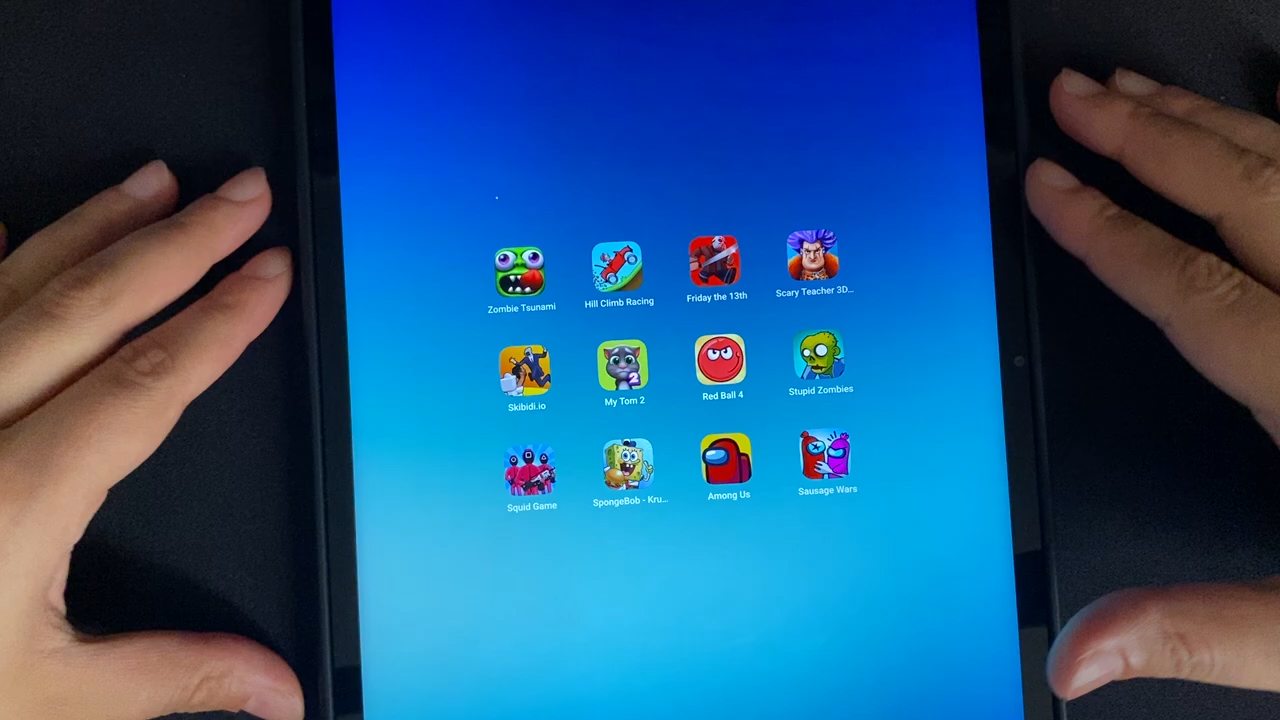 Zombie Tsunami
Hill Climb Racing
Friday the 13th
Scary Teacher 3D...
Skibidi.io
My Tom 2
2
Red Ball 4
Stupid Zombies
Squid Game
SpongeBob - Kru...
Among Us
Sausage Wars